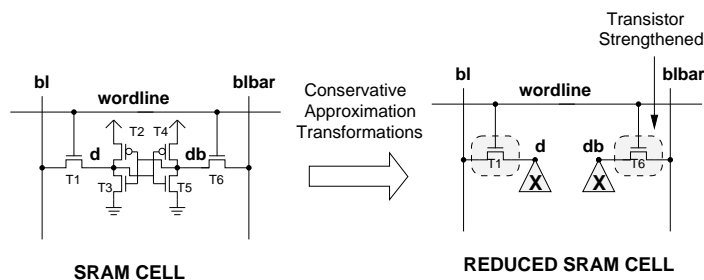 Transistor
Strengthened
bl
blbar
wordline
T2
T4
d
db
T1
T3
T5
T6
SRAM CELL
Conservative
Approximation
Transformations
bl
blbar
wordline
d
db
T1
T6
X
X
REDUCED SRAM CELL